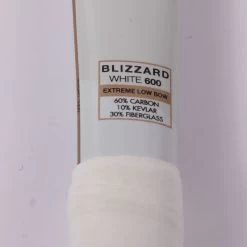 BLIZZARD
WHITE 600
EXTREME LOW BOW
60% CARBON
10% KEVLAR
30% FIBERGLASS